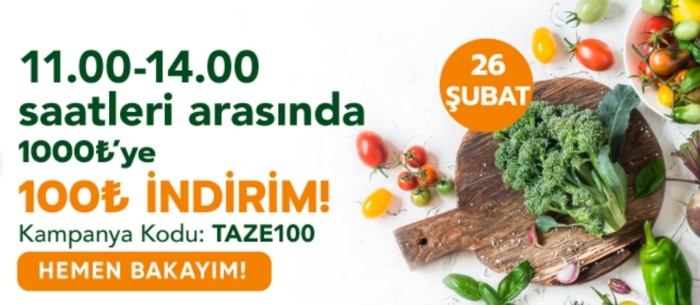 11.00-14.00
saatleri arasında
1000₺'ye
100₺ İNDİRİM!
Kampanya Kodu: TAZE100
HEMEN BAKAYIM!
26
ŞUBAT